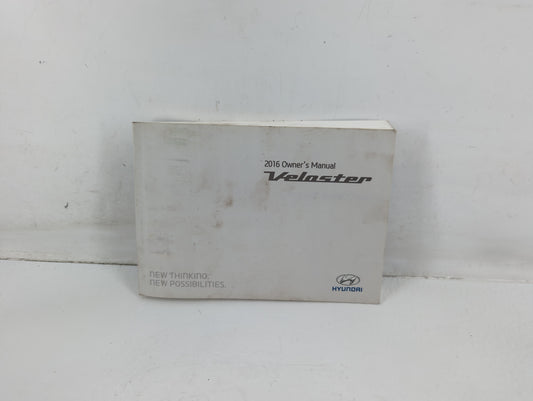 2016 Owner's Manual
Veloster
NEW THINKING.
NEW POSSIBILITIES.
HYUNDAI